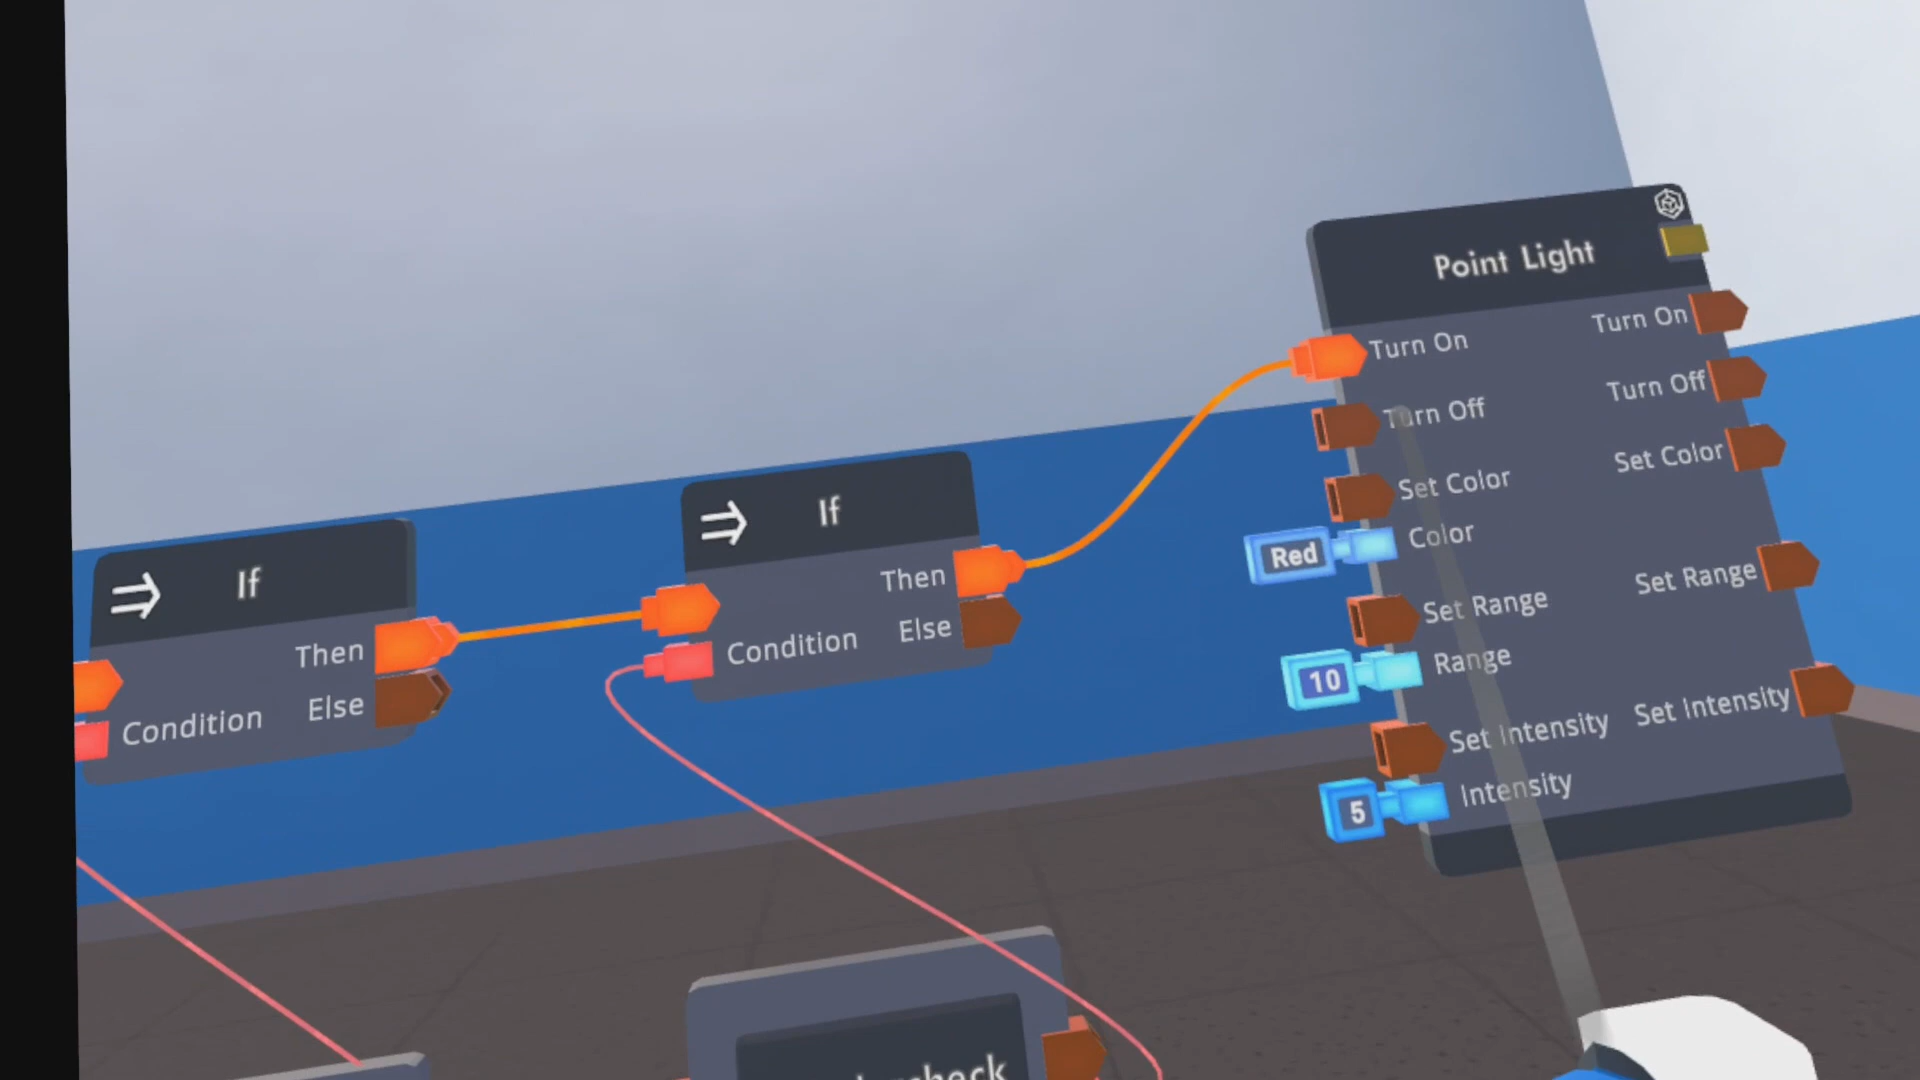 If
Then
Condition
Else
If
Then
Condition
Else
Point Light
Turn On
Turn On
Turn Off
Turn Off
Set Color
Set Color
Red
Color
Set Range
Set Range
10
Range
Set Intensity
Set Intensity
5
Intensity